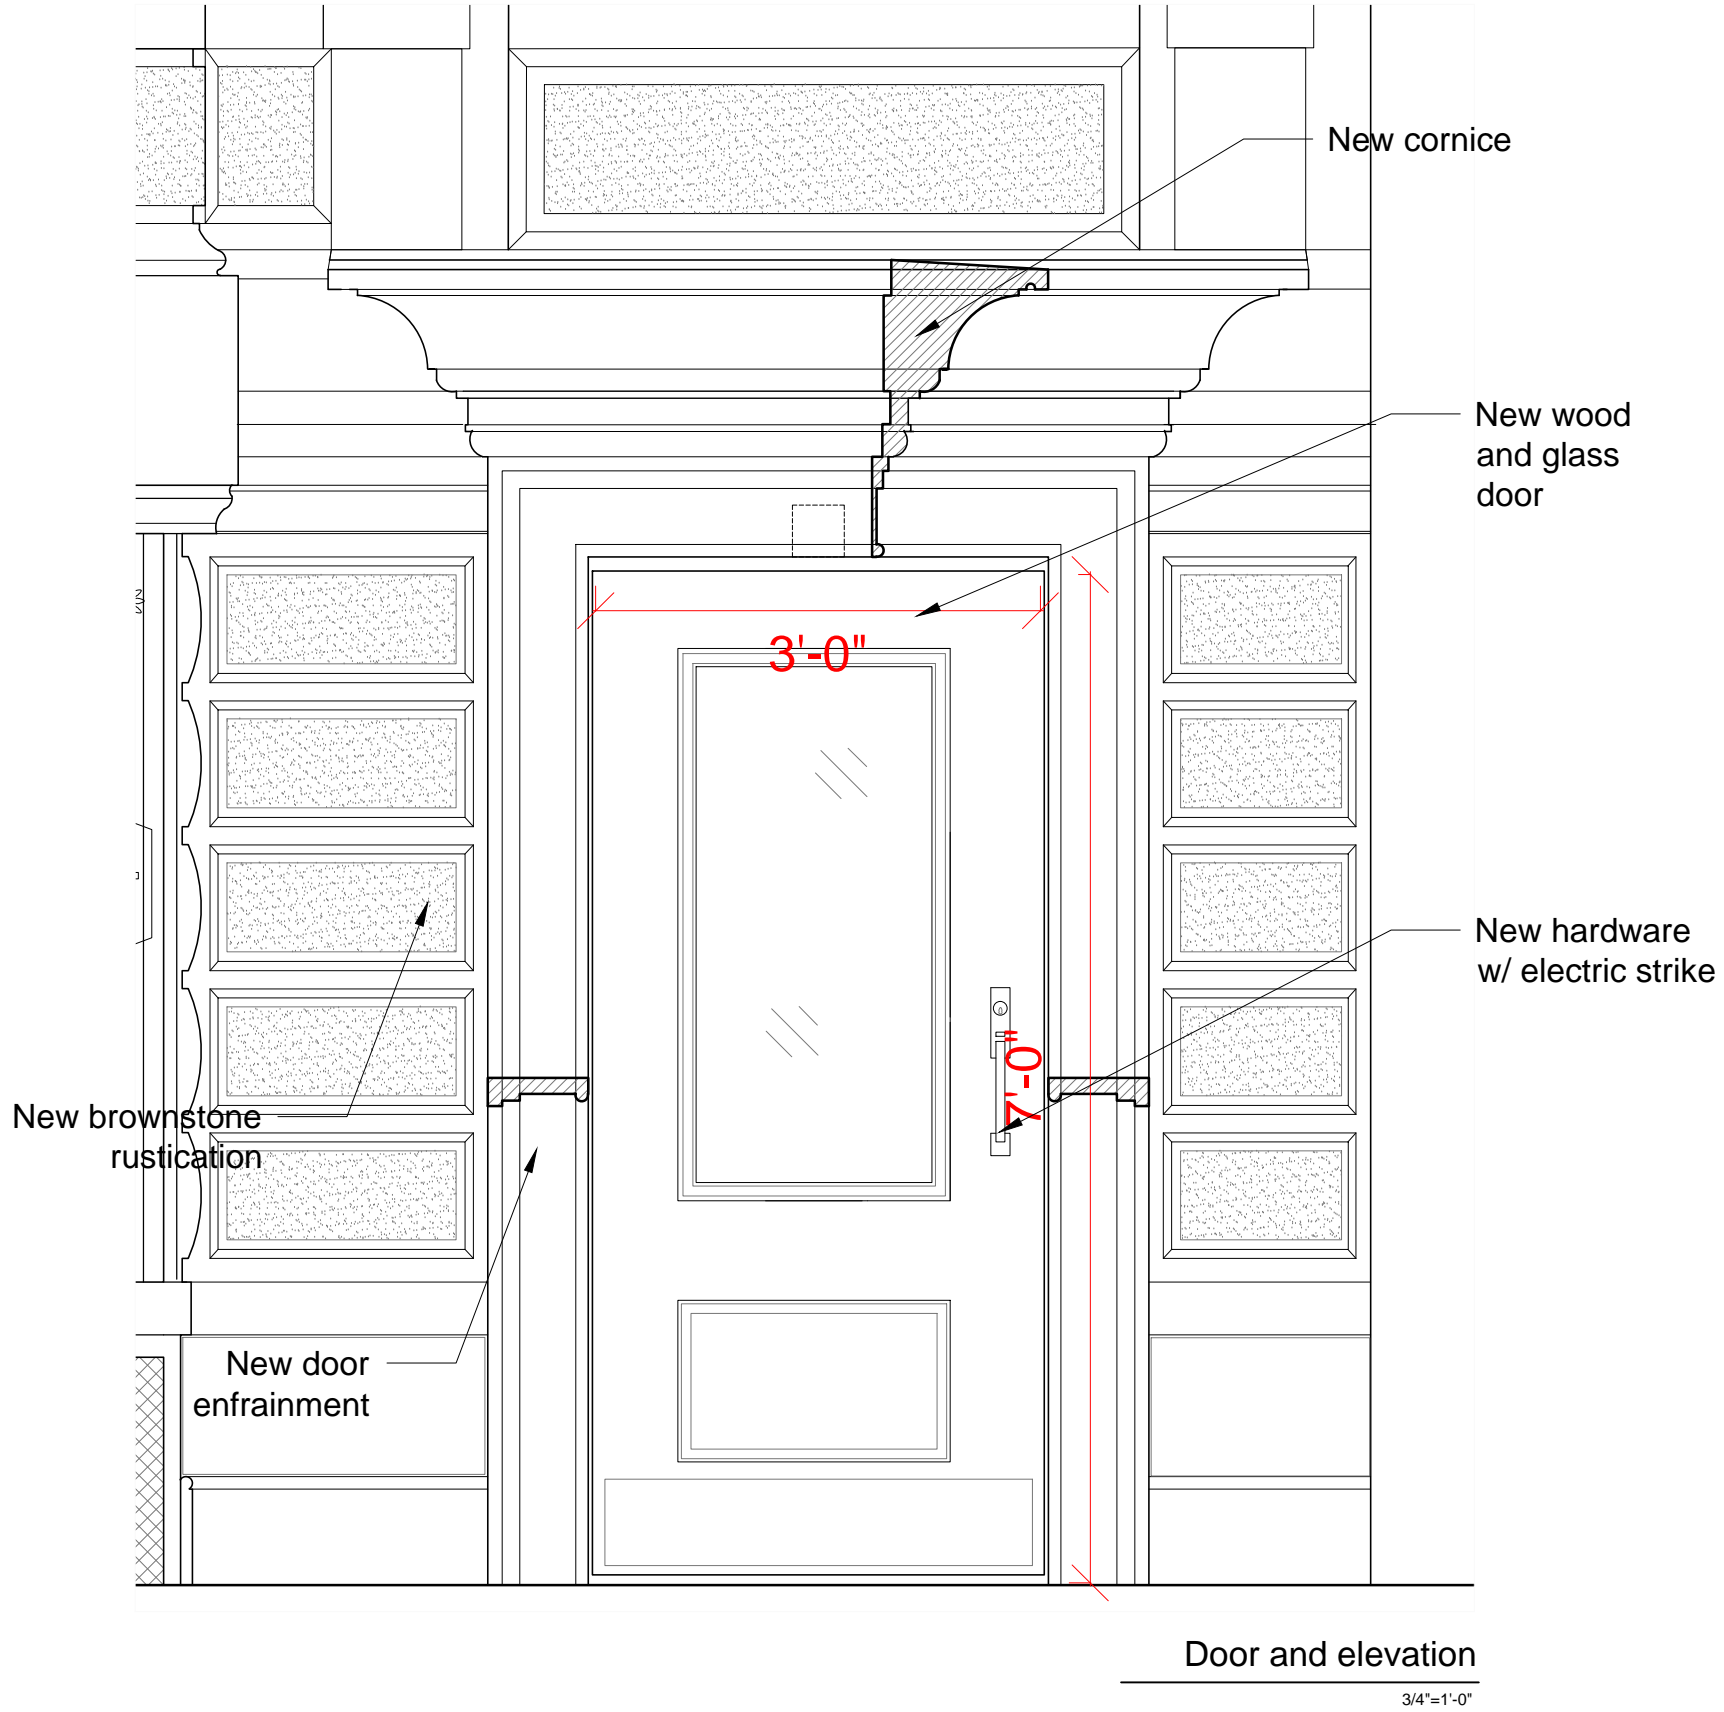 New cornice
New wood
and glass
door
3'-0"
New hardware
w/ electric strike
7'-0"
New brownstone
rustication
New door
enfrainment
Door and elevation
3/4"=1'-0"